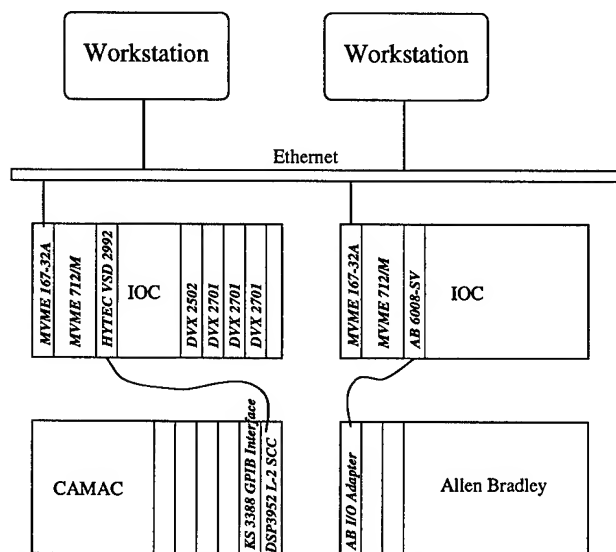 Workstation
Workstation
Ethernet
MVME 167-32A
MVME 712/M
HYTEC VSD 2992
IOC
DVX 2502
DVX 2701
DVX 2701
DVX 2701
MVME 167-32A
MVME 712/M
AB 6008-SV
IOC
CAMAC
KS 3388 GPIB Interface
DSP3952 L-2 SCC
AB I/O Adapter
Allen Bradley